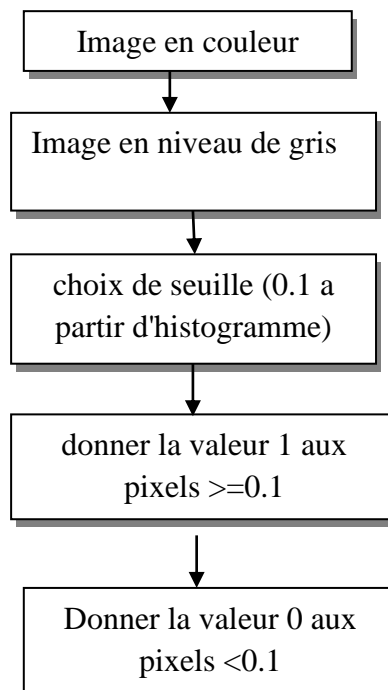 Image en couleur
Image en niveau de gris
choix de seuille (0.1 a
partir d'histogramme)
donner la valeur 1 aux
pixels >=0.1
Donner la valeur 0 aux
pixels <0.1